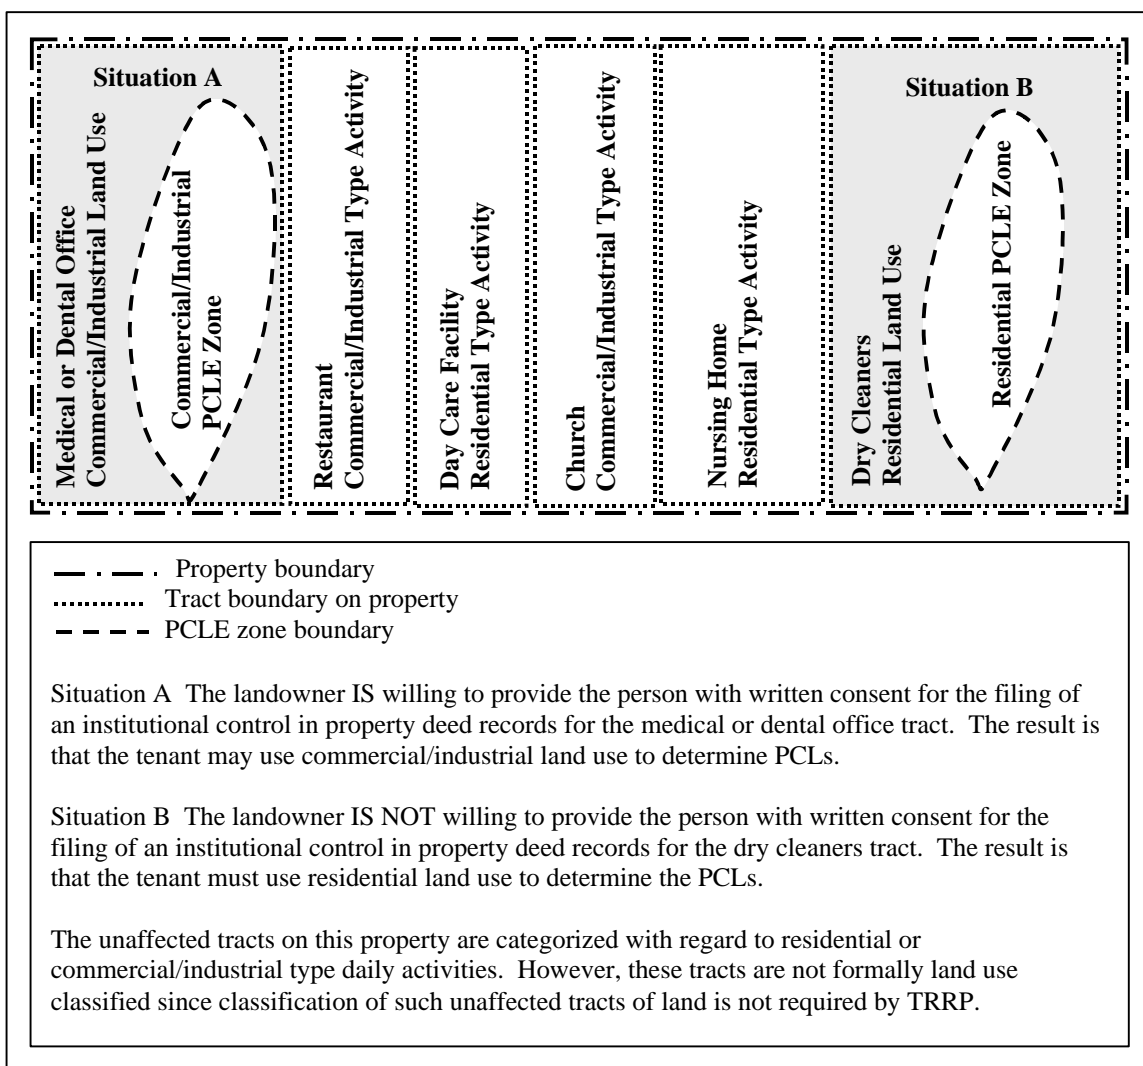 Situation A
Medical or Dental Office
Commercial/Industrial Land Use
Commercial/Industrial
PCLE Zone
Restaurant
Commercial/Industrial Type Activity
Day Care Facility
Residential Type Activity
Church
Commercial/Industrial Type Activity
Nursing Home
Residential Type Activity
Situation B
Dry Cleaners
Residential Land Use
Residential PCLE Zone
Property boundary
Tract boundary on property
PCLE zone boundary
Situation A The landowner IS willing to provide the person with written consent for the filing of
an institutional control in property deed records for the medical or dental office tract. The result is
that the tenant may use commercial/industrial land use to determine PCLs.
Situation B The landowner IS NOT willing to provide the person with written consent for the
filing of an institutional control in property deed records for the dry cleaners tract. The result is
that the tenant must use residential land use to determine the PCLs.
The unaffected tracts on this property are categorized with regard to residential or
commercial/industrial type daily activities. However, these tracts are not formally land use
classified since classification of such unaffected tracts of land is not required by TRRP.